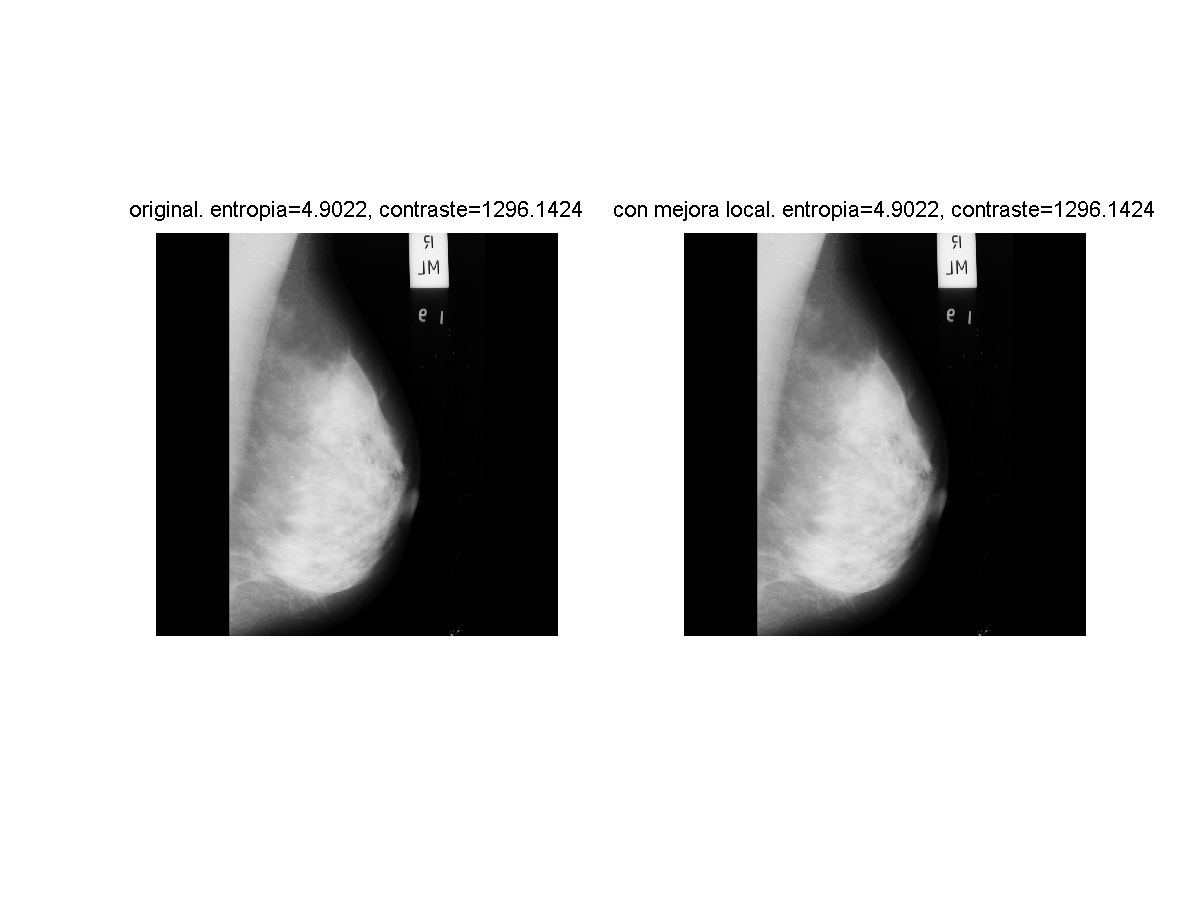 original. entropia=4.9022, contraste=1296.1424
con mejora local. entropia=4.9022, contraste=1296.1424